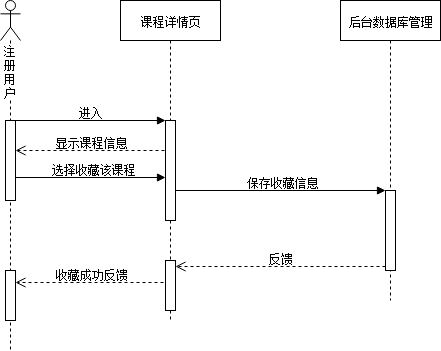 课程详情页
后台数据库管理
注册用户
进入
显示课程信息
选择收藏该课程
保存收藏信息
反馈
收藏成功反馈